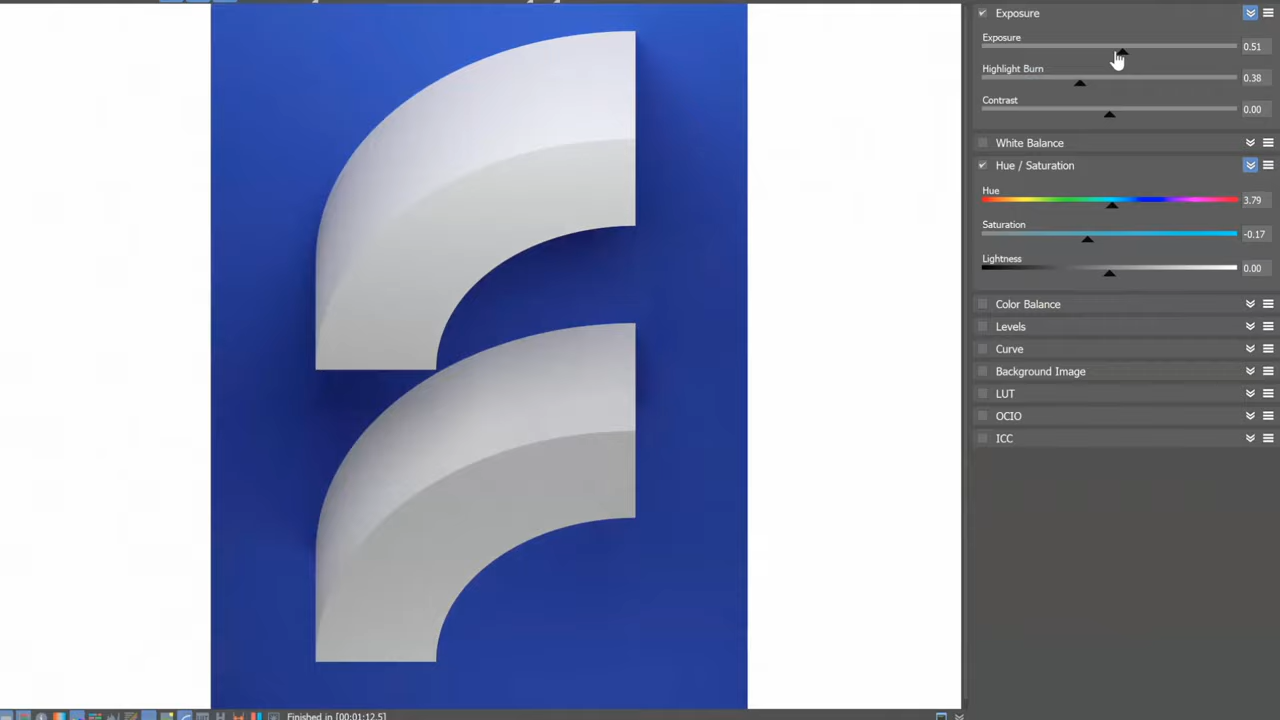 Exposure
Exposure
0.51
Highlight Burn
0.38
Contrast
0.00
White Balance
Hue / Saturation
Hue
3.79
Saturation
-0.17
Lightness
0.00
Color Balance
Levels
Curve
Background Image
LUT
OCIO
ICC
Finished in [00:01:12.5]